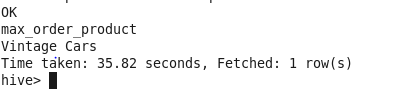 OK
max_order_product
Vintage Cars
Time taken: 35.82 seconds, Fetched: 1 row(s)
hive>